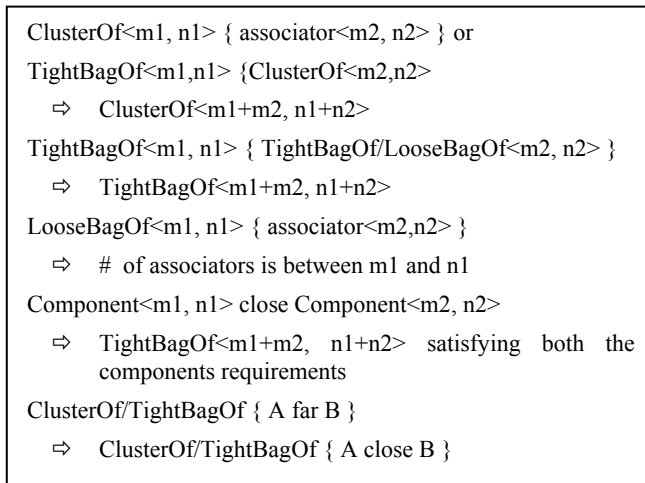 ClusterOf<m1, n1> { associator<m2, n2> } or
TightBagOf<m1,n1> {ClusterOf<m2,n2>
⇨ ClusterOf<m1+m2, n1+n2>
TightBagOf<m1, n1> { TightBagOf/LooseBagOf<m2, n2> }
⇨ TightBagOf<m1+m2, n1+n2>
LooseBagOf<m1, n1> { associator<m2,n2> }
⇨ # of associators is between m1 and n1
Component<m1, n1> close Component<m2, n2>
⇨ TightBagOf<m1+m2, n1+n2> satisfying both the
components requirements
ClusterOf/TightBagOf { A far B }
⇨ ClusterOf/TightBagOf { A close B }